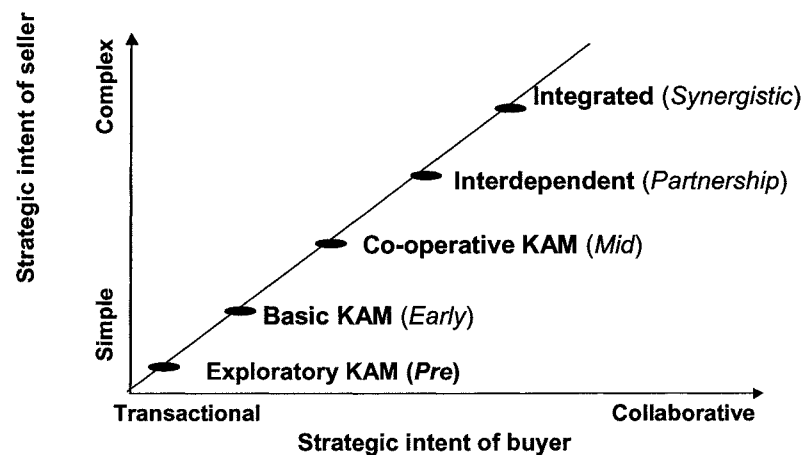 Strategic intent of seller
Complex
Simple
Integrated (Synergistic)
Interdependent (Partnership)
Co-operative KAM (Mid)
Basic KAM (Early)
Exploratory KAM (Pre)
Transactional
Collaborative
Strategic intent of buyer